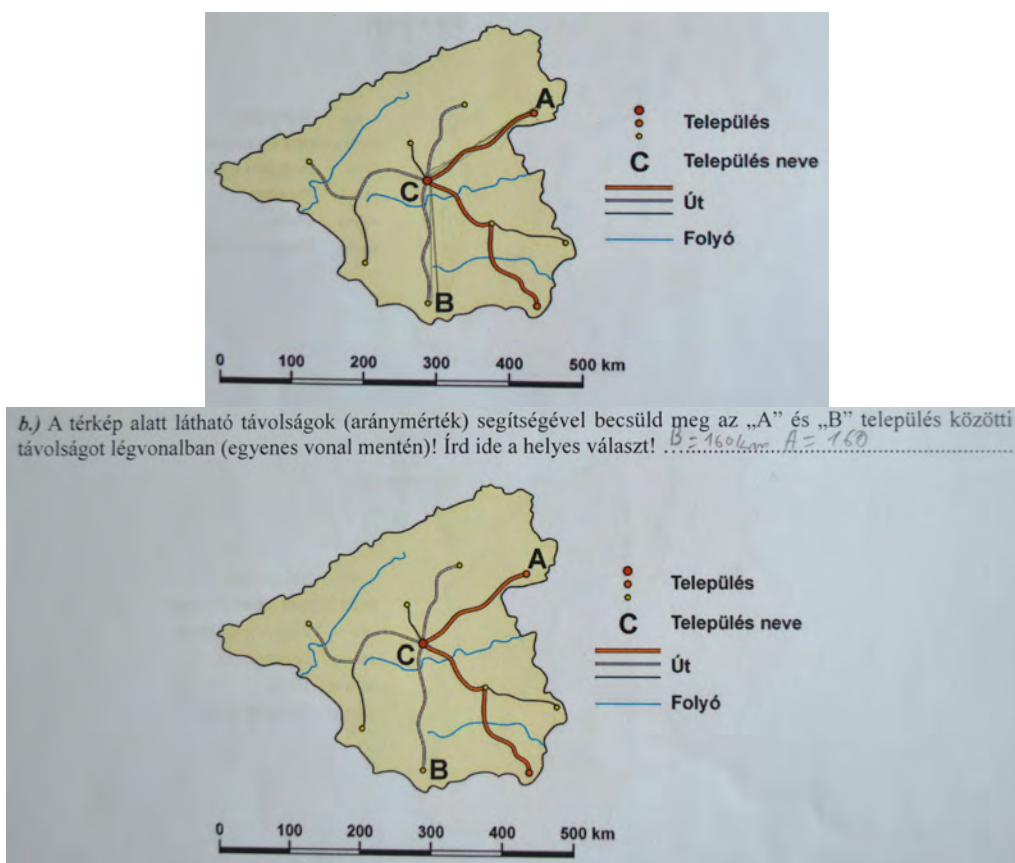 A
Település
C
Település neve
C
Út
Folyó
B
0 100 200 300 400 500 km
b.) A térkép alatt látható távolságok (aránymérték) segítségével becsüld meg az „A” és „B” település közötti
távolságot légvonalban (egyenes vonal mentén)! Írd ide a helyes választ! B = 160 km A = 160
A
Település
C
Település neve
C
Út
Folyó
B
0 100 200 300 400 500 km